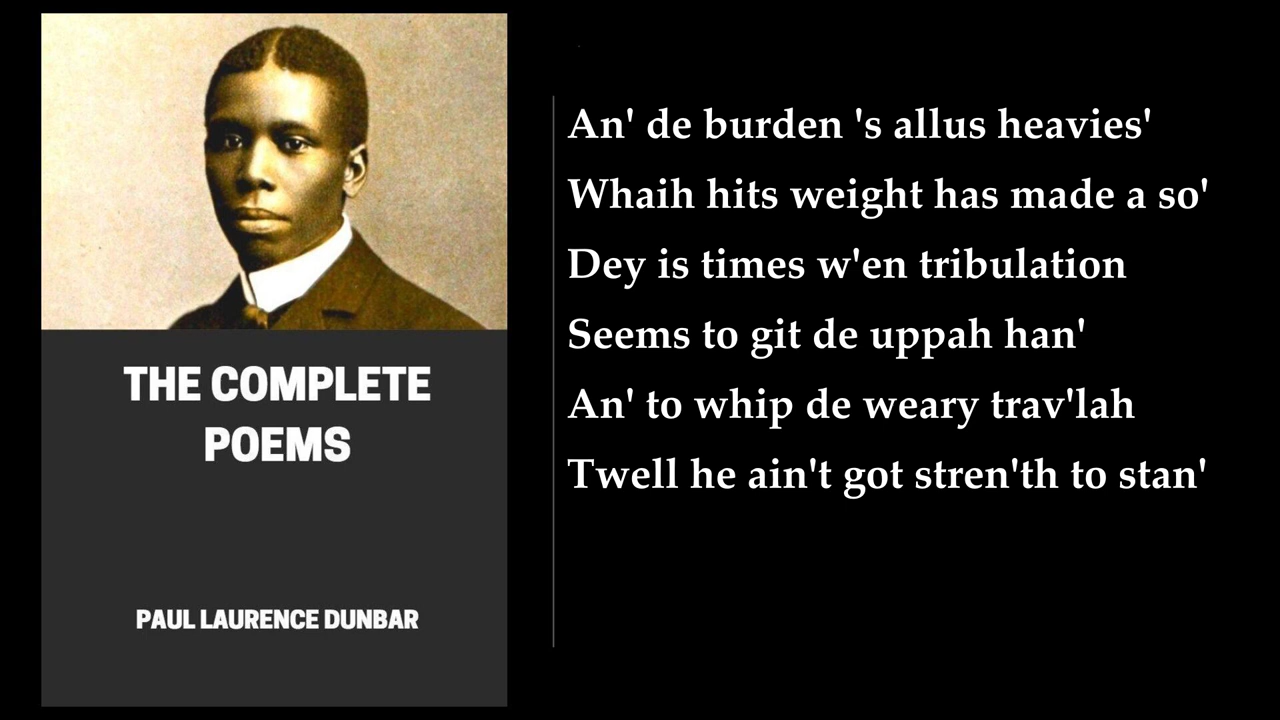 THE COMPLETE
POEMS
PAUL LAURENCE DUNBAR
An' de burden 's allus heavies'
Whaih hits weight has made a so'
Dey is times w'en tribulation
Seems to git de uppah han'
An' to whip de weary trav'lah
Twell he ain't got stren'th to stan'